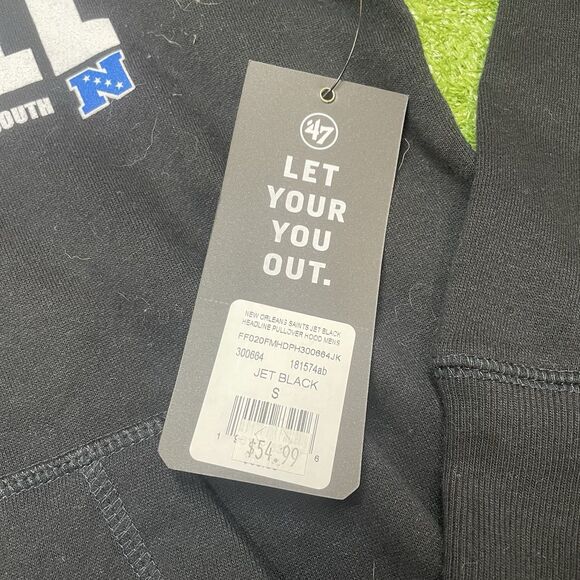 OUTH
N
'47
LET
YOUR
YOU
OUT.
NEW ORLEANS SAINTS JET BLACK
HEADLINE PULLOVER HOOD MENS
FF020FMHDPH300664JK
300664 181574ab
JET BLACK
S
$54.99
6